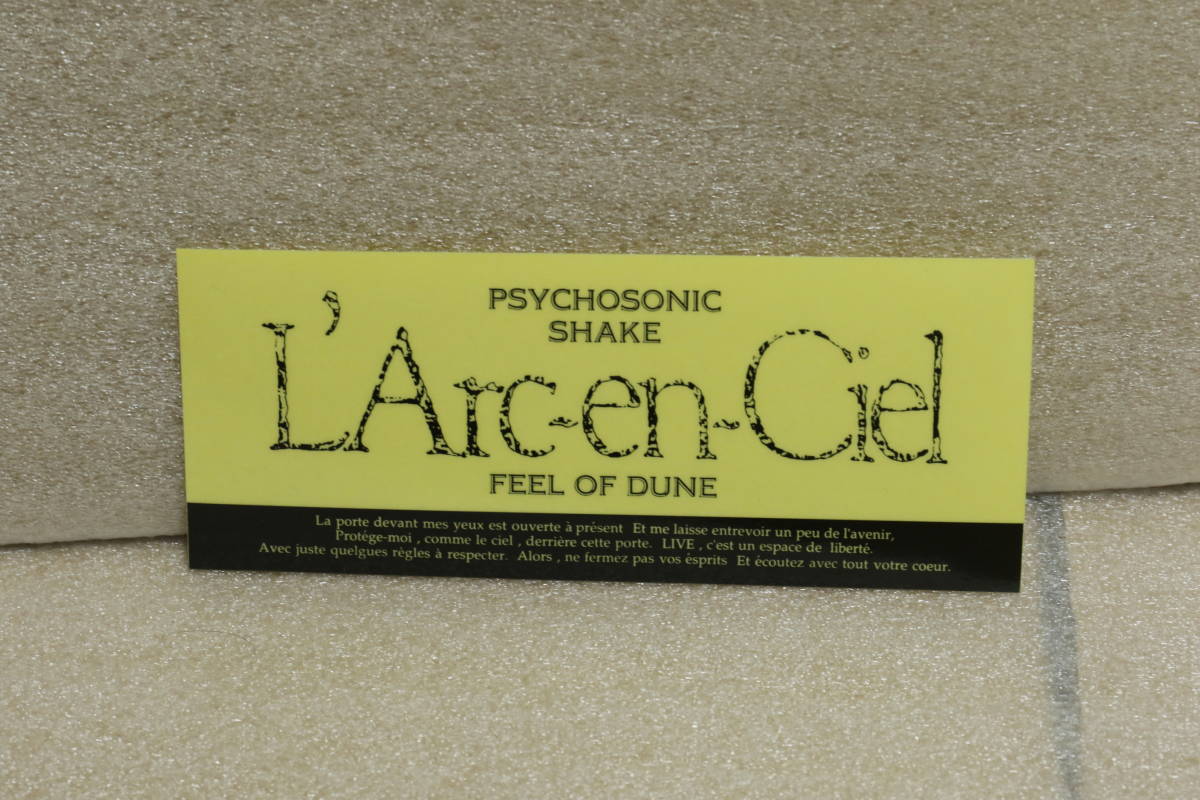 PSYCHOSONIC
SHAKE
L'Arc-en-Ciel
FEEL OF DUNE
La porte devant mes yeux est ouverte à présent Et me laisse entrevoir un peu de l'avenir,
Protège-moi , comme le ciel , derrière cette porte. LIVE , c'est un espace de liberté.
Avec juste quelgues règles à respecter. Alors , ne fermez pas vos ésprits Et écoutez avec tout votre coeur.